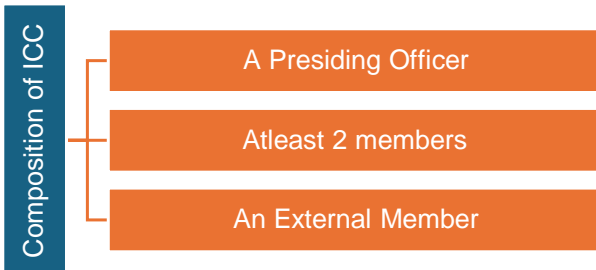 Composition of ICC
A Presiding Officer
Atleast 2 members
An External Member